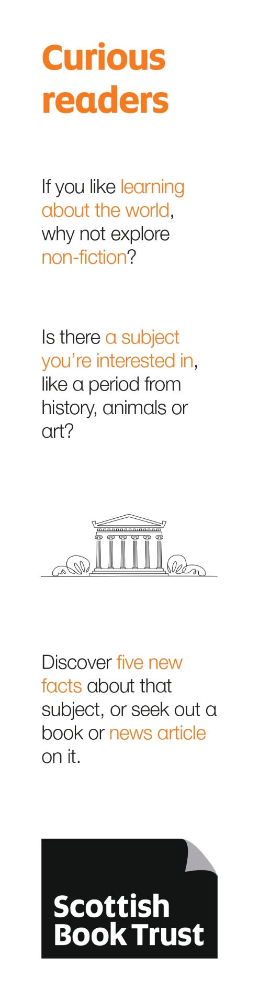 Curious
readers
If you like learning
about the world,
why not explore
non-fiction?
Is there a subject
you're interested in,
like a period from
history, animals or
art?
Discover five new
facts about that
subject, or seek out a
book or news article
on it.
Scottish
Book Trust